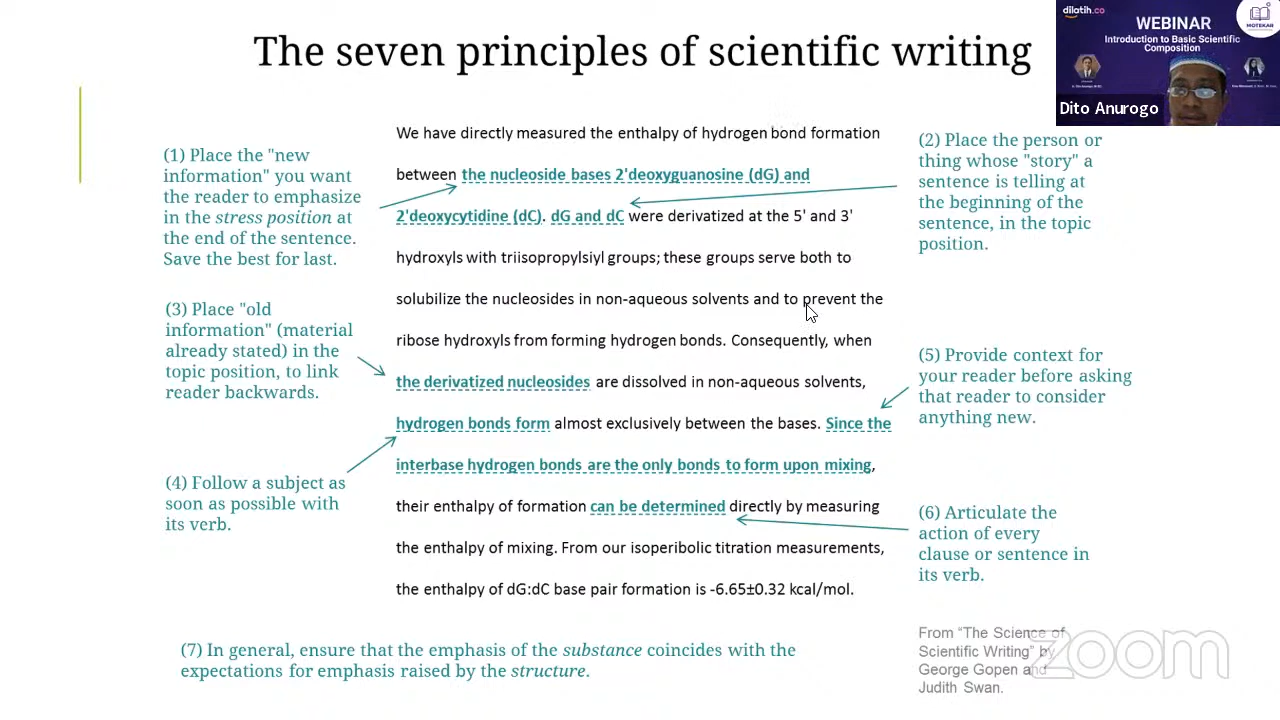 The seven principles of scientific writing
dilatih.co
MOTEKAR
WEBINAR
Introduction to Basic Scientific
Composition
Dito Anurogo
(1) Place the "new
information" you want
the reader to emphasize
in the stress position at
the end of the sentence.
Save the best for last.
(3) Place "old
information" (material
already stated) in the
topic position, to link
reader backwards.
(4) Follow a subject as
soon as possible with
its verb.
We have directly measured the enthalpy of hydrogen bond formation
between the nucleoside bases 2'deoxyguanosine (dG) and
2'deoxycytidine (dC). dG and dC were derivatized at the 5' and 3'
hydroxyls with triisopropylsiyl groups; these groups serve both to
solubilize the nucleosides in non-aqueous solvents and to prevent the
ribose hydroxyls from forming hydrogen bonds. Consequently, when
the derivatized nucleosides are dissolved in non-aqueous solvents,
hydrogen bonds form almost exclusively between the bases. Since the
interbase hydrogen bonds are the only bonds to form upon mixing,
their enthalpy of formation can be determined directly by measuring
the enthalpy of mixing. From our isoperibolic titration measurements,
the enthalpy of dG:dC base pair formation is -6.65±0.32 kcal/mol.
(2) Place the person or
thing whose "story" a
sentence is telling at
the beginning of the
sentence, in the topic
position.
(5) Provide context for
your reader before asking
that reader to consider
anything new.
(6) Articulate the
action of every
clause or sentence in
its verb.
(7) In general, ensure that the emphasis of the substance coincides with the
expectations for emphasis raised by the structure.
From “The Science of
Scientific Writing” by
George Gopen and
Judith Swan.
zoom